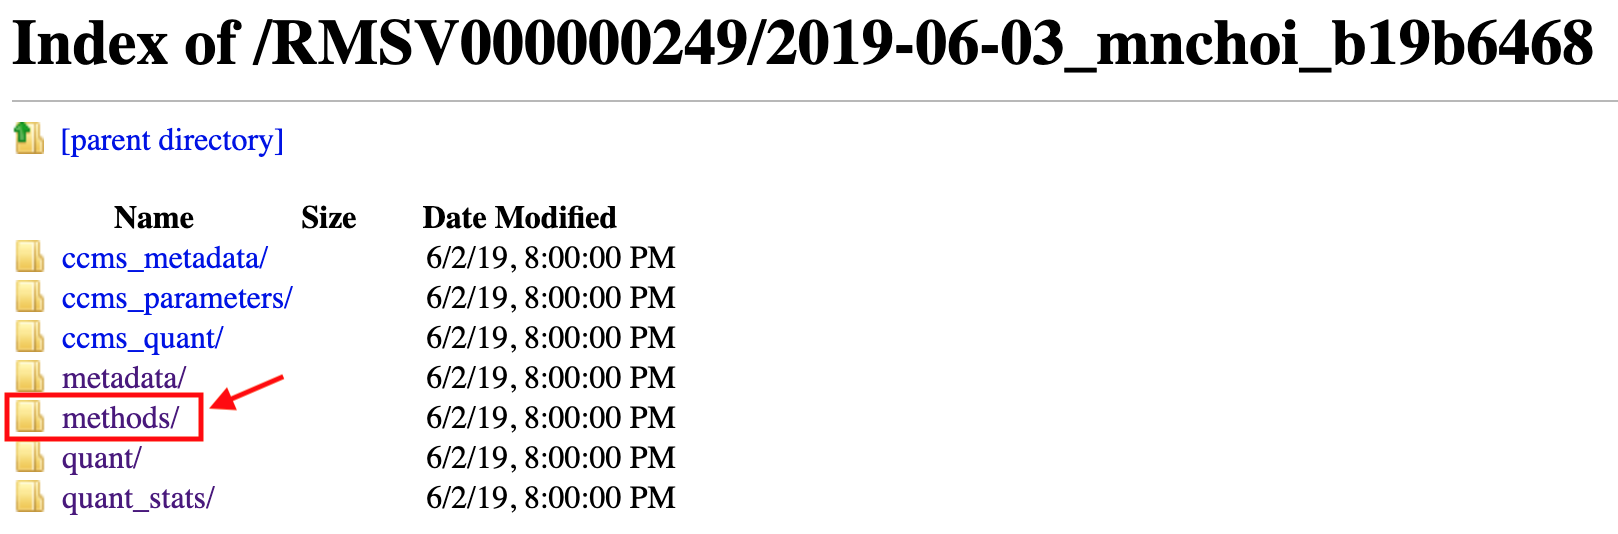 Index of /RMSV000000249/2019-06-03_mnchoi_b19b6468
[parent directory]
Name Size Date Modified
ccms_metadata/ 6/2/19, 8:00:00 PM
ccms_parameters/ 6/2/19, 8:00:00 PM
ccms_quant/ 6/2/19, 8:00:00 PM
metadata/ 6/2/19, 8:00:00 PM
methods/ 6/2/19, 8:00:00 PM
quant/ 6/2/19, 8:00:00 PM
quant_stats/ 6/2/19, 8:00:00 PM